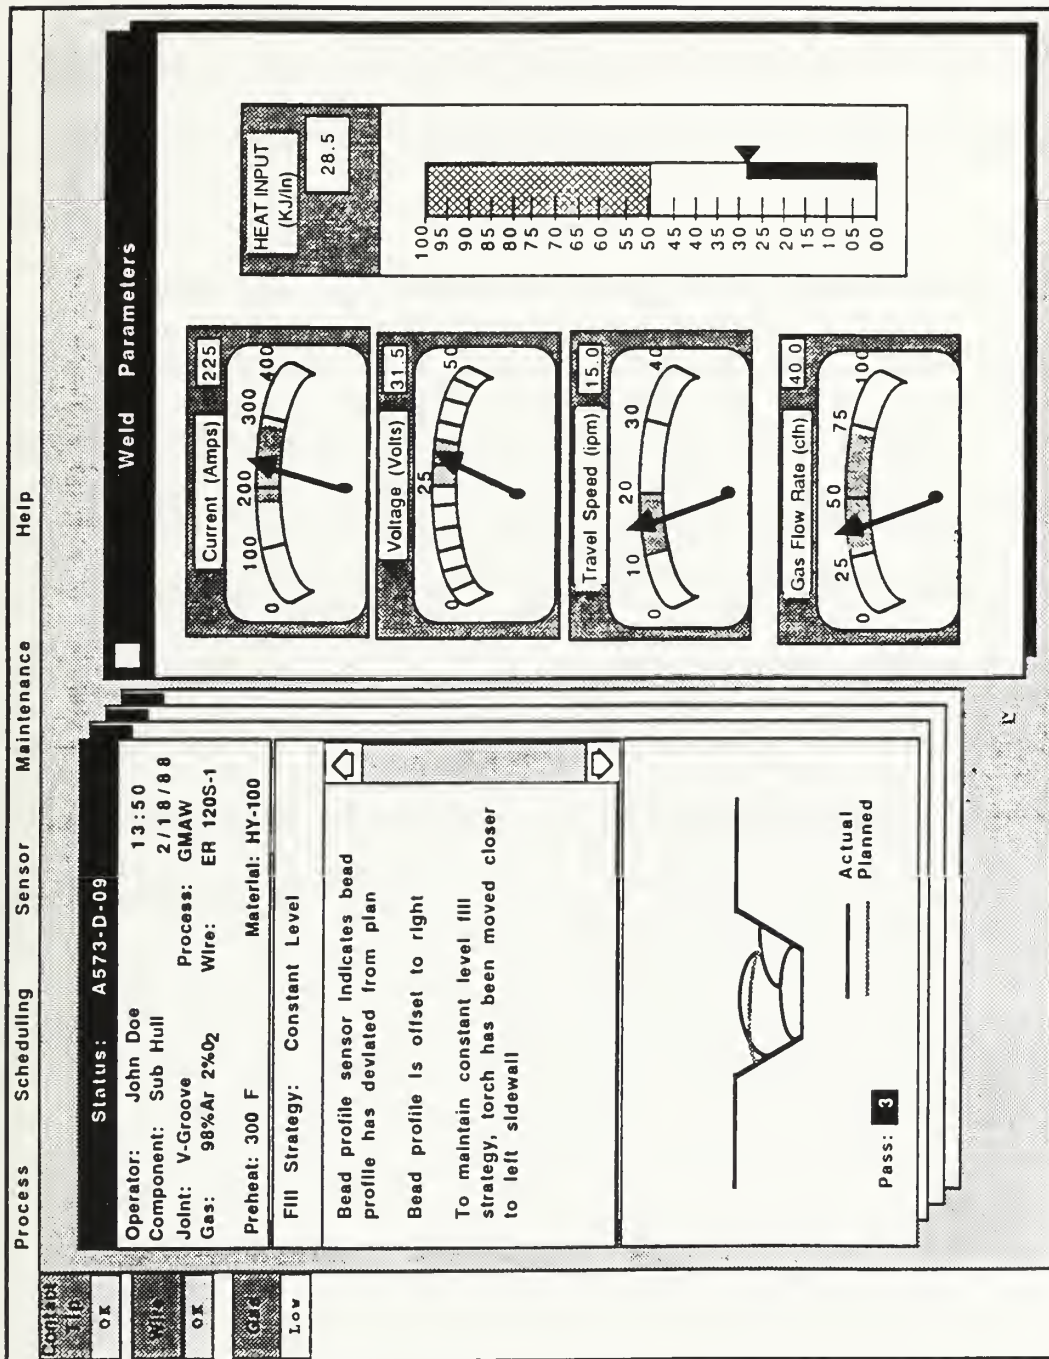 Process Scheduling Sensor Maintenance Help
Contact
Tip
OK
Wire
OK
Gas
Low
Status: A573-D-09
Operator: John Doe 13:50
Component: Sub Hull 2/18/88
Joint: V-Groove Process: GMAW
Gas: 98%Ar 2%O2 Wire: ER 120S-1
Preheat: 300 F Material: HY-100
Fill Strategy: Constant Level
Bead profile sensor indicates bead
profile has deviated from plan
Bead profile is offset to right
To maintain constant level fill
strategy, torch has been moved closer
to left sidewall
Actual
Planned
Pass: 3
Weld Parameters
Current (Amps) 225
0 100 200 300 400
Voltage (Volts) 31.5
0 25 50
Travel Speed (ipm) 15.0
0 10 20 30 40
Gas Flow Rate (cfh) 40.0
0 25 50 75 100
HEAT INPUT
(KJ/in)
28.5
100
95
90
85
80
75
70
65
60
55
50
45
40
35
30
25
20
15
10
05
00